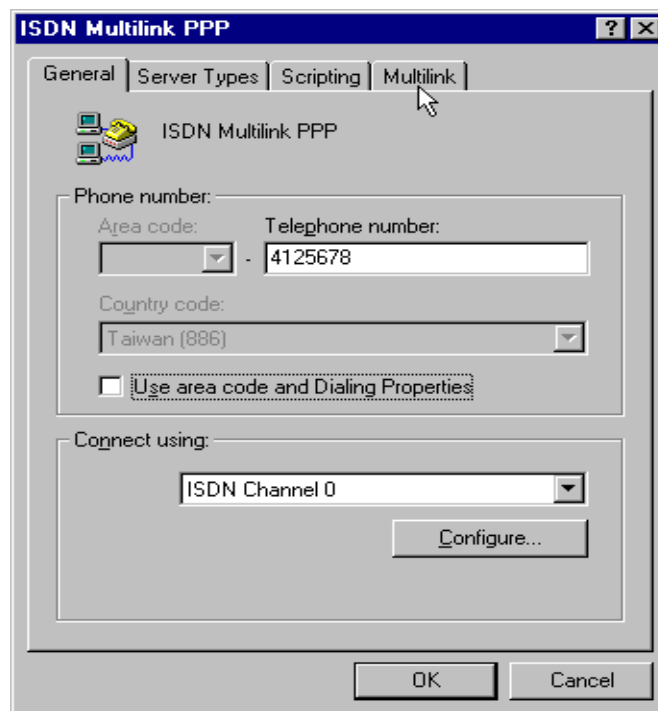 ISDN Multilink PPP
General Server Types Scripting Multilink
ISDN Multilink PPP
Phone number:
Area code: Telephone number:
- 4125678
Country code:
Taiwan (886)
Use area code and Dialing Properties
Connect using:
ISDN Channel 0
Configure...
OK Cancel